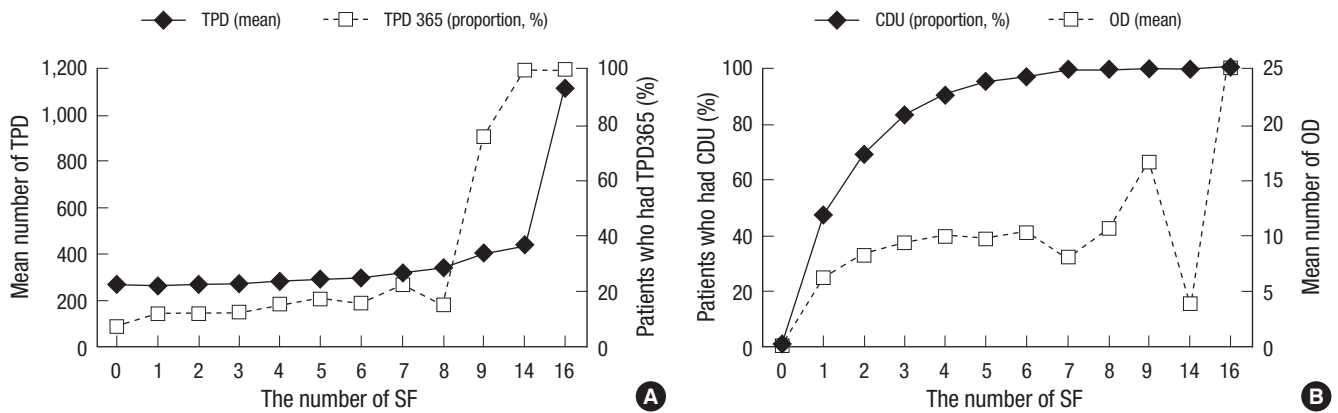 TPD (mean)
TPD 365 (proportion, %)
Mean number of TPD
1,200
1,000
800
600
400
200
0
100
80
60
40
20
0
Patients who had TPD365 (%)
0 1 2 3 4 5 6 7 8 9 14 16
The number of SF
A
CDU (proportion, %)
OD (mean)
Patients who had CDU (%)
100
80
60
40
20
0
25
20
15
10
5
0
Mean number of OD
0 1 2 3 4 5 6 7 8 9 14 16
The number of SF
B